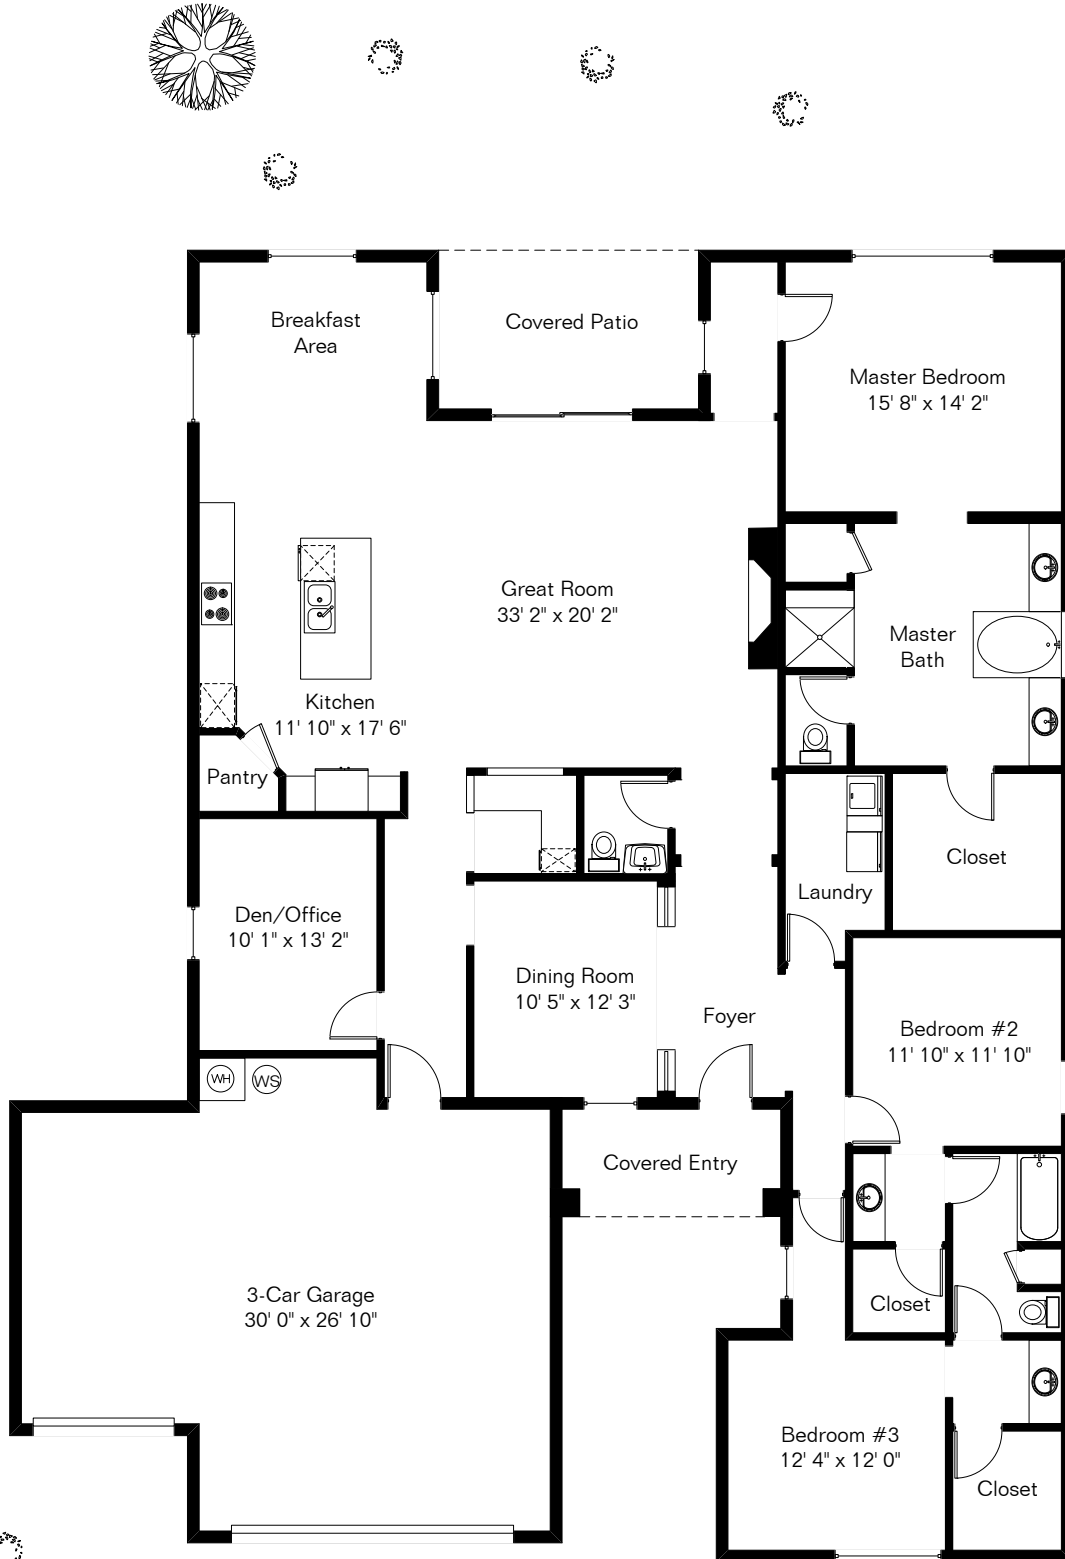 Breakfast
Area
Covered Patio
Master Bedroom
15' 8" x 14' 2"
Great Room
33' 2" x 20' 2"
Master
Bath
Kitchen
11' 10" x 17' 6"
Pantry
Closet
Laundry
Den/Office
10' 1" x 13' 2"
Dining Room
10' 5" x 12' 3"
Foyer
Bedroom #2
11' 10" x 11' 10"
WH
WS
Covered Entry
3-Car Garage
30' 0" x 26' 10"
Closet
Bedroom #3
12' 4" x 12' 0"
Closet